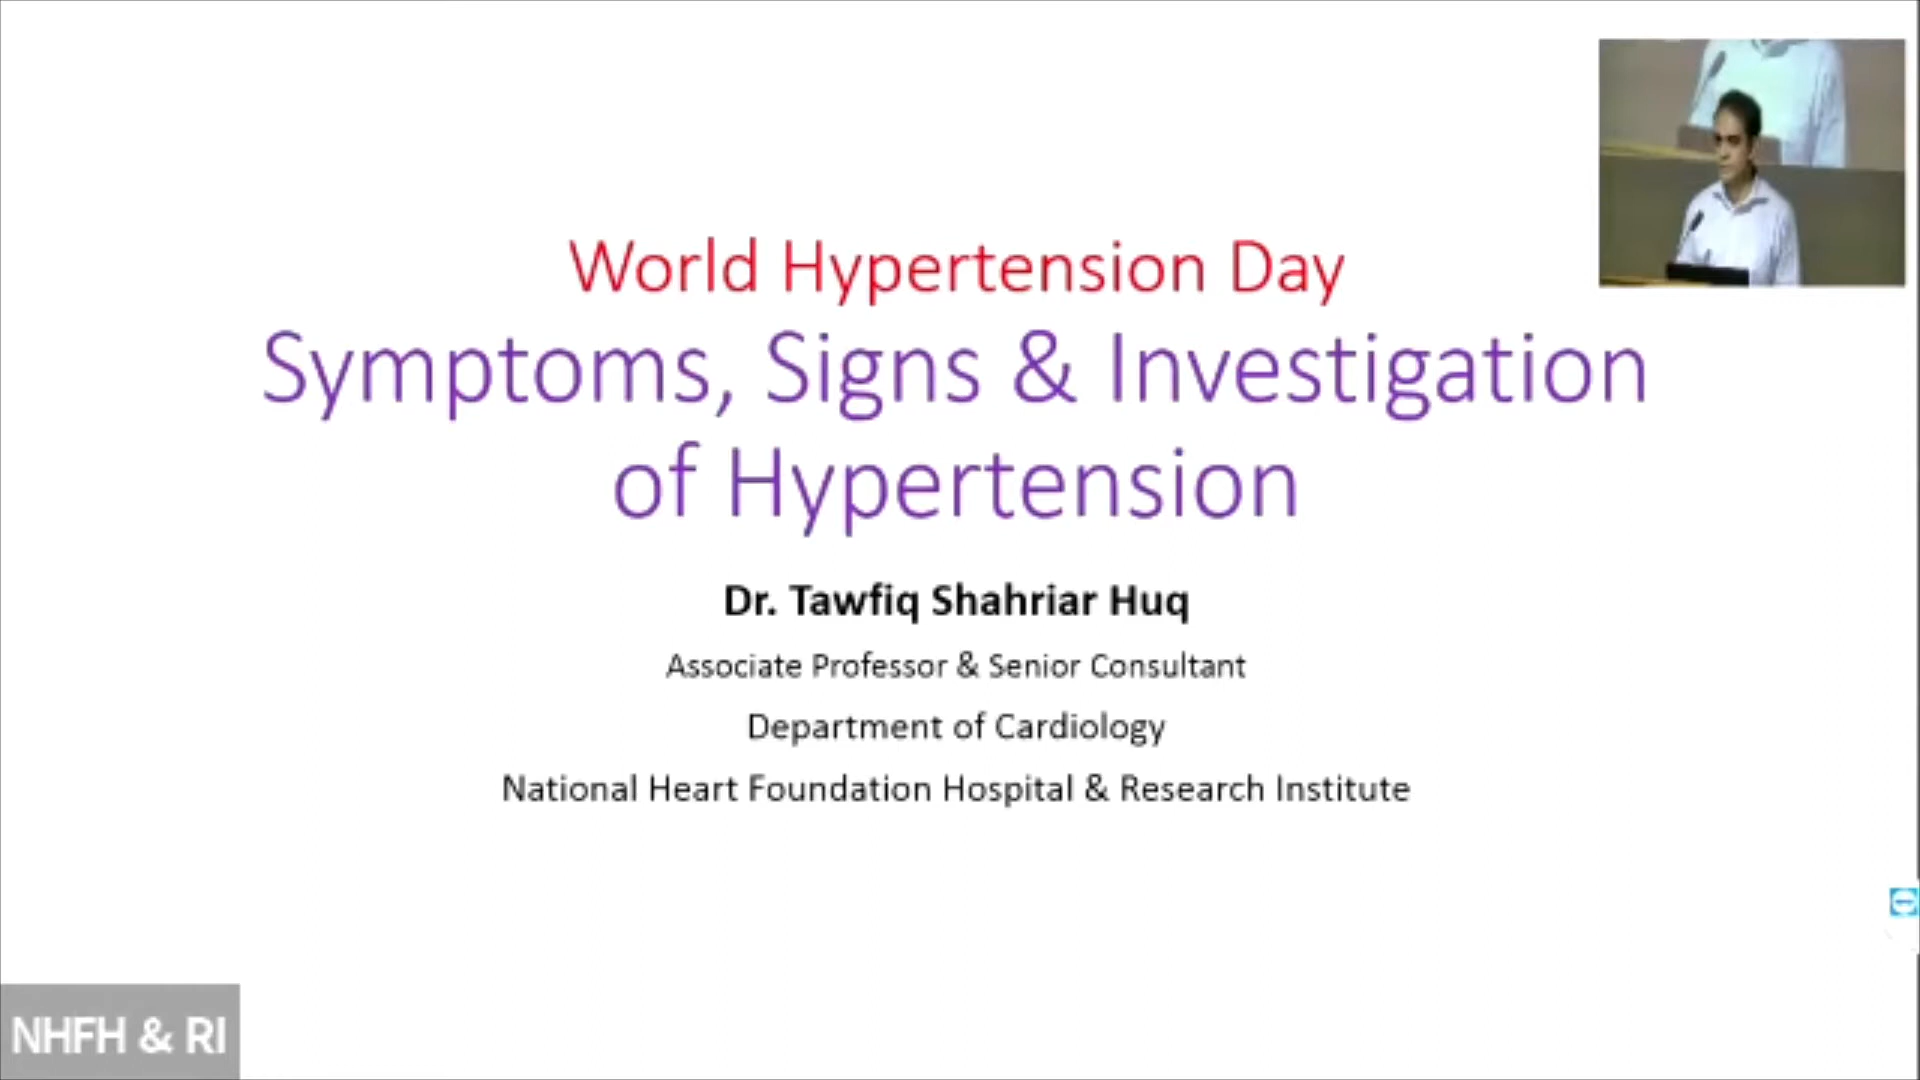 World Hypertension Day
Symptoms, Signs & Investigation
of Hypertension
Dr. Tawfiq Shahriar Huq
Associate Professor & Senior Consultant
Department of Cardiology
National Heart Foundation Hospital & Research Institute
NHFH & RI